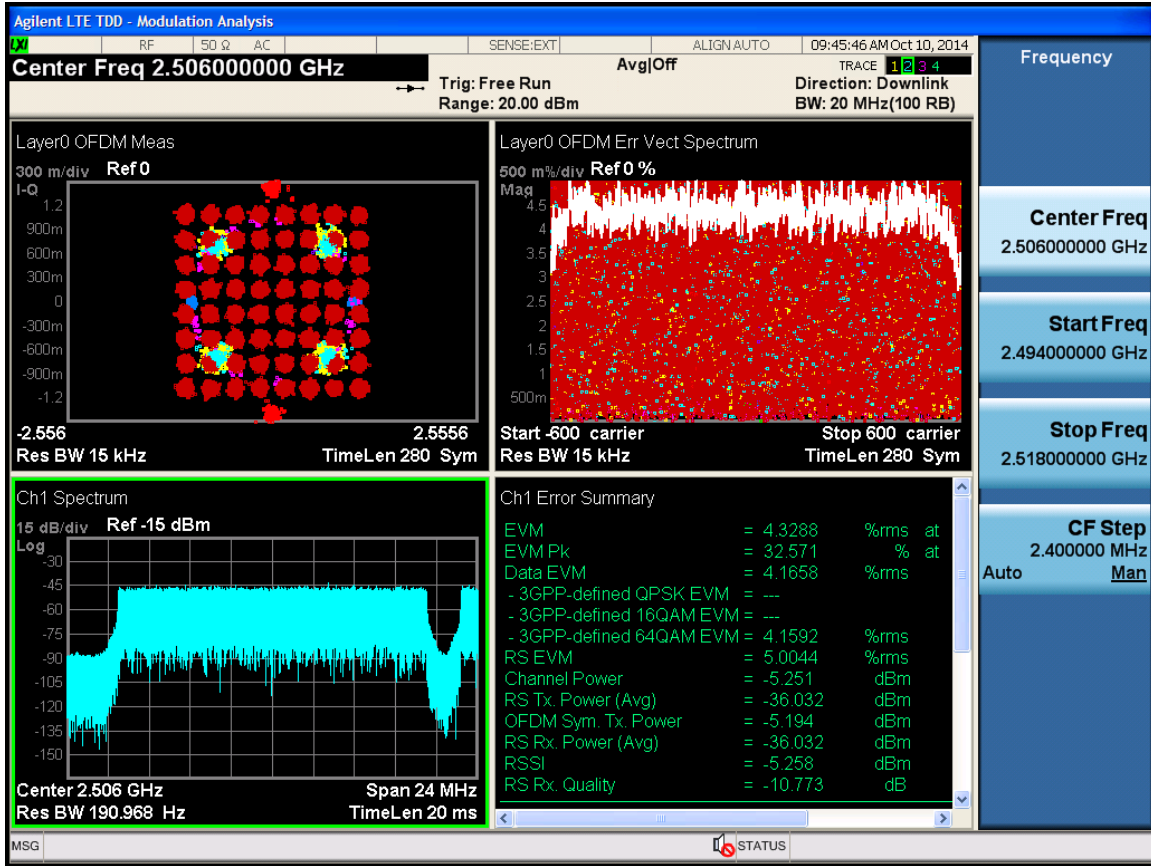 Agilent LTE TDD - Modulation Analysis
LXI RF 50 Ω AC SENSE:EXT ALIGN AUTO 09:45:46 AM Oct 10, 2014
Center Freq 2.506000000 GHz
Avg|Off
TRACE 1 2 3 4
Trig: Free Run
Direction: Downlink
Range: 20.00 dBm
BW: 20 MHz(100 RB)
Layer0 OFDM Meas
300 m/div Ref 0
I-Q
1.2
900m
600m
300m
0
-300m
-600m
-900m
-1.2
-2.556 2.5556
Res BW 15 kHz TimeLen 280 Sym
Layer0 OFDM Err Vect Spectrum
500 m%/div Ref 0 %
Mag
4.5
4
3.5
3
2.5
2
1.5
1
500m
Start -600 carrier Stop 600 carrier
Res BW 15 kHz TimeLen 280 Sym
Ch1 Spectrum
15 dB/div Ref -15 dBm
Log
-30
-45
-60
-75
-90
-105
-120
-135
-150
Center 2.506 GHz Span 24 MHz
Res BW 190.968 Hz TimeLen 20 ms
Ch1 Error Summary
EVM = 4.3288 %rms at
EVM Pk = 32.571 % at
Data EVM = 4.1658 %rms
- 3GPP-defined QPSK EVM = ---
- 3GPP-defined 16QAM EVM = ---
- 3GPP-defined 64QAM EVM = 4.1592 %rms
RS EVM = 5.0044 %rms
Channel Power = -5.251 dBm
RS Tx. Power (Avg) = -36.032 dBm
OFDM Sym. Tx. Power = -5.194 dBm
RS Rx. Power (Avg) = -36.032 dBm
RSSI = -5.258 dBm
RS Rx. Quality = -10.773 dB
Frequency
Center Freq
2.506000000 GHz
Start Freq
2.494000000 GHz
Stop Freq
2.518000000 GHz
CF Step
2.400000 MHz
Auto Man
MSG STATUS